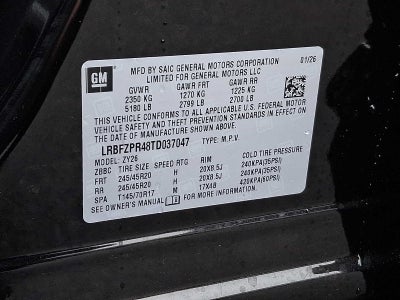 GM
MFD BY SAIC GENERAL MOTORS CORPORATION 01/26
LIMITED FOR GENERAL MOTORS LLC
GVWR GAWR FRT GAWR RR
2350 KG 1270 KG 1225 KG
5180 LB 2799 LB 2700 LB
THIS VEHICLE CONFORMS TO ALL APPLICABLE U.S. FEDERAL MOTOR
VEHICLE SAFETY AND THEFT PREVENTION STANDARDS IN EFFECT ON
THE DATE OF MANUFACTURE SHOWN ABOVE.
LRBFZPR48TD037047 TYPE: M.P.V.
MODEL: ZY26
ZBBC TIRE SIZE SPEED RTG RIM COLD TIRE PRESSURE
FRT 245/45R20 H 20X8.5J 240KPA(35PSI)
RR 245/45R20 H 20X8.5J 240KPA(35PSI)
SPA T145/70R17 M 17X4B 420KPA(60PSI)
SEE OWNER'S MANUAL